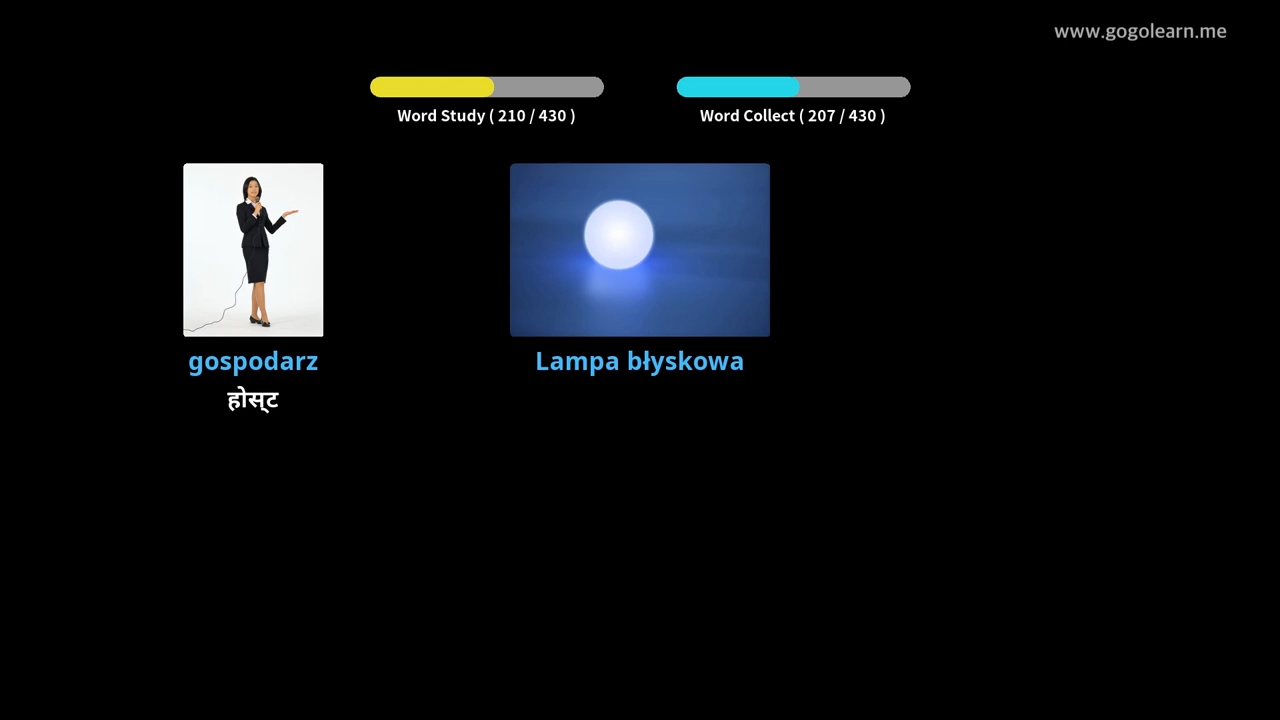 www.gogolearn.me
Word Study ( 210 / 430 )
Word Collect ( 207 / 430 )
gospodarz
Lampa błyskowa
होस्ट